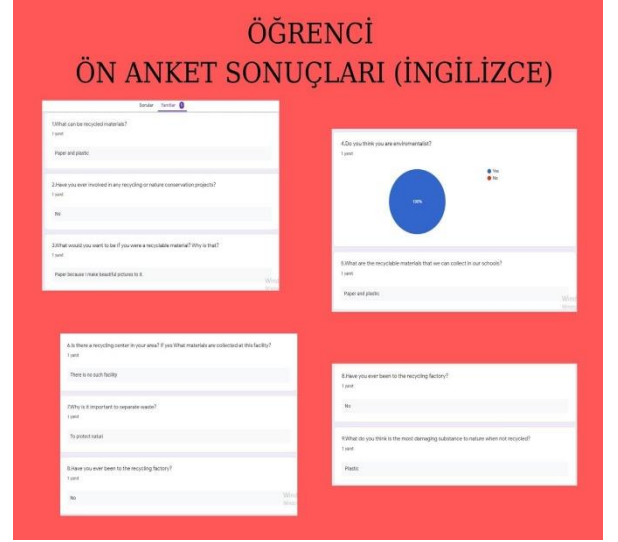 ÖĞRENCİ
ÖN ANKET SONUÇLARI (İNGİLİZCE)
Sorular Yanıtlar 1
1.What can be recycled materials?
1 yanıt
Paper and plastic
2.Have you ever involved in any recycling or nature conservation projects?
1 yanıt
No
3.What would you want to be if you were a recyclable material? Why is that?
1 yanıt
Paper because I make beautiful pictures to it.
4.Do you think you are enviromentalist?
1 yanıt
Yes
No
100%
5.What are the recyclable materials that we can collect in our schools?
1 yanıt
Paper and plastic
6.Is there a recycling center in your area? If yes What materials are collected at this facility?
1 yanıt
There is no such facility
7.Why is it important to separate waste?
1 yanıt
To protect natual
8.Have you ever been to the recycling factory?
1 yanıt
No
8.Have you ever been to the recycling factory?
1 yanıt
No
9.What do you think is the most damaging substance to nature when not recycled?
1 yanıt
Plastic